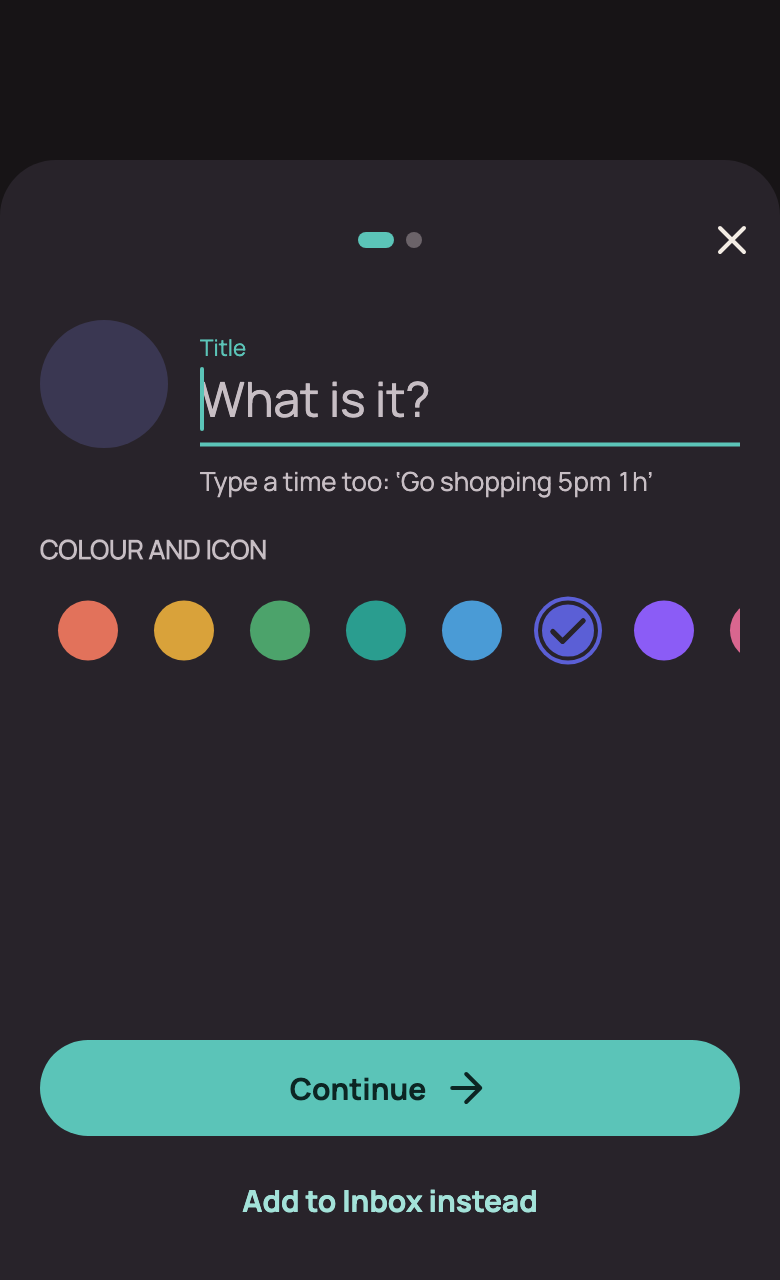 Title
What is it?
Type a time too: ‘Go shopping 5pm 1h’
COLOUR AND ICON
Continue
Add to Inbox instead